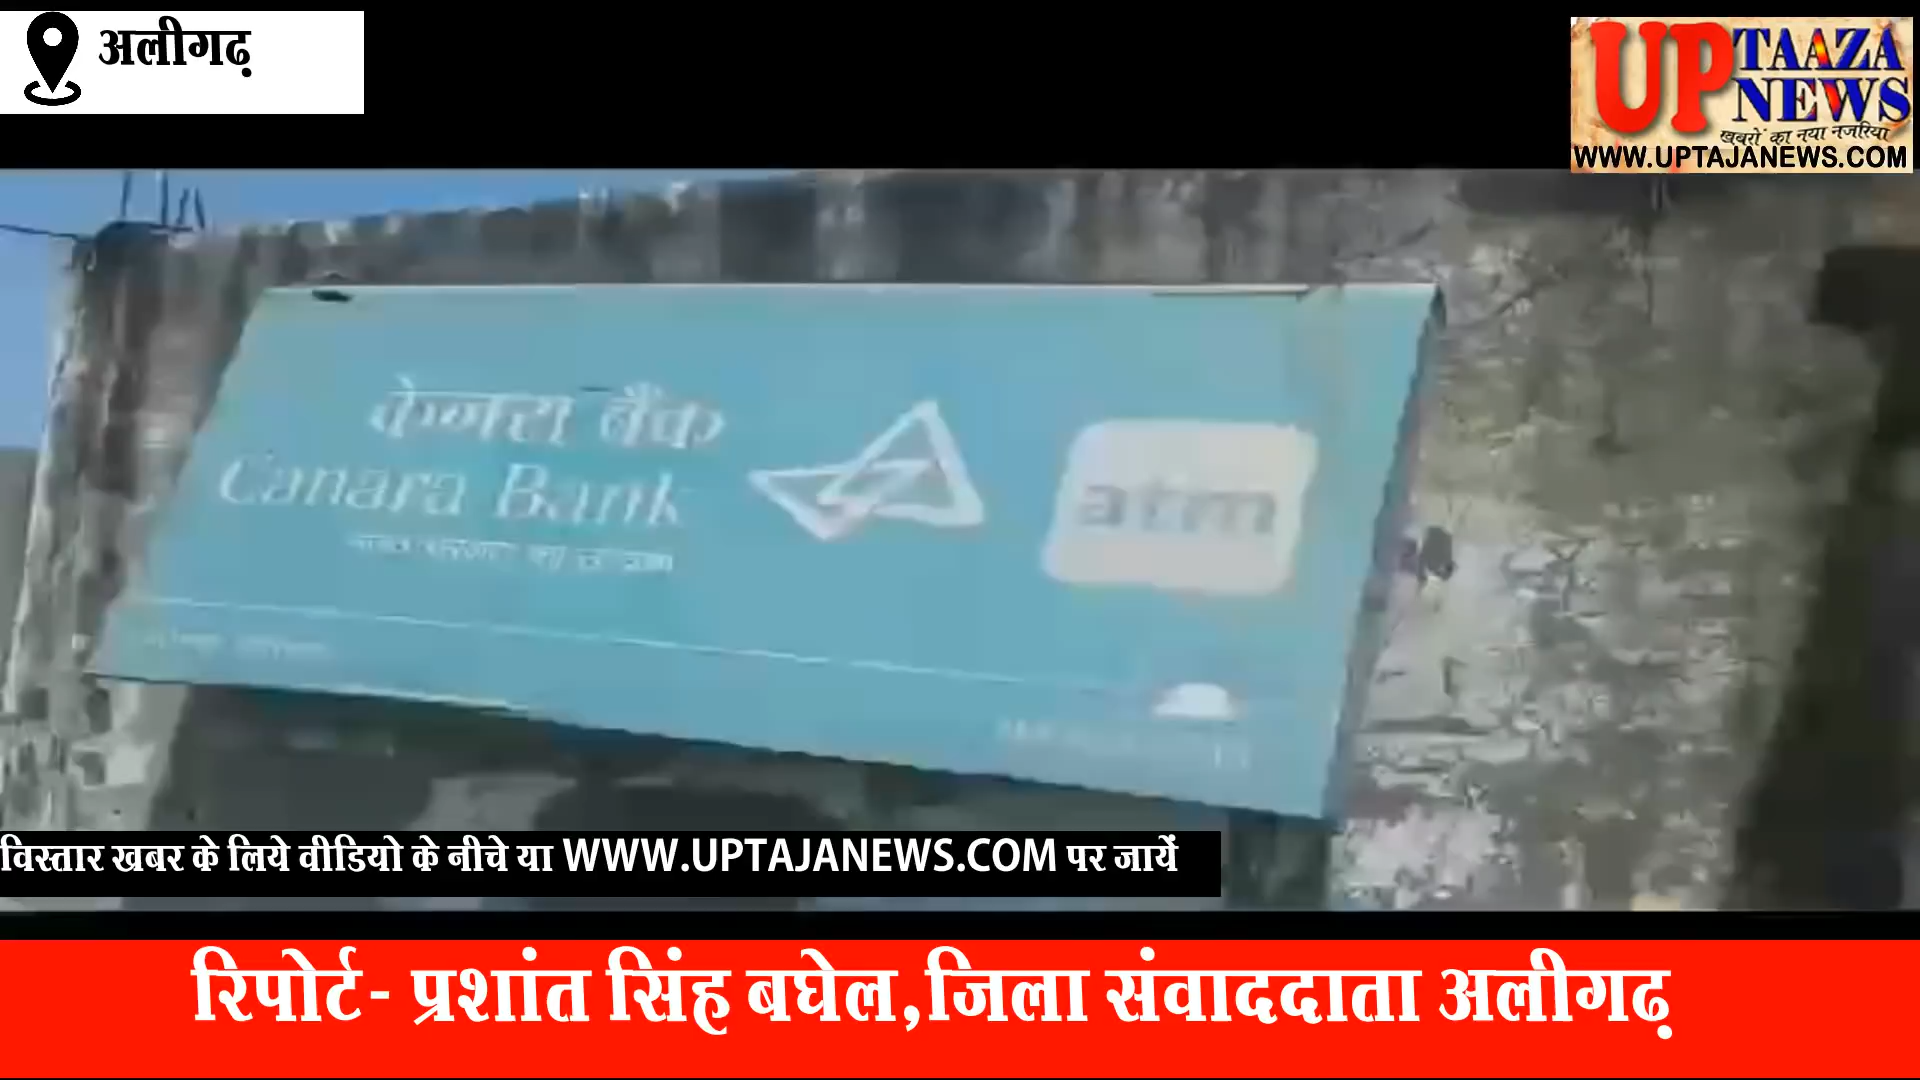 अलीगढ़
UP TAAZA NEWS
खबरों का नया नजरिया
WWW.UPTAJANEWS.COM
केनरा बैंक
Canara Bank
atm
विस्तार खबर के लिये वीडियो के नीचे या WWW.UPTAJANEWS.COM पर जायें
रिपोर्ट- प्रशांत सिंह बघेल,जिला संवाददाता अलीगढ़